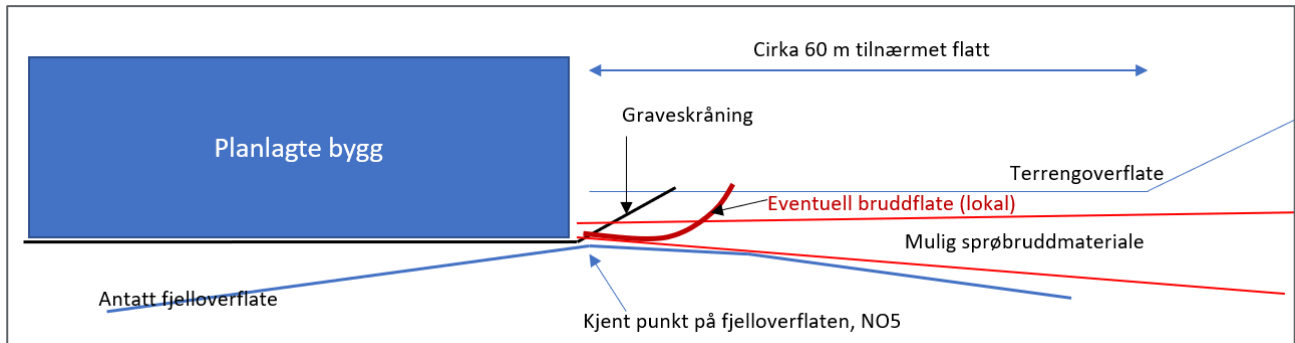 Cirka 60 m tilnærmet flatt
Graveskråning
Planlagte bygg
Terrengoverflate
Eventuell bruddflate (lokal)
Mulig sprøbruddmateriale
Antatt fjelloverflate
Kjent punkt på fjelloverflaten, NO5